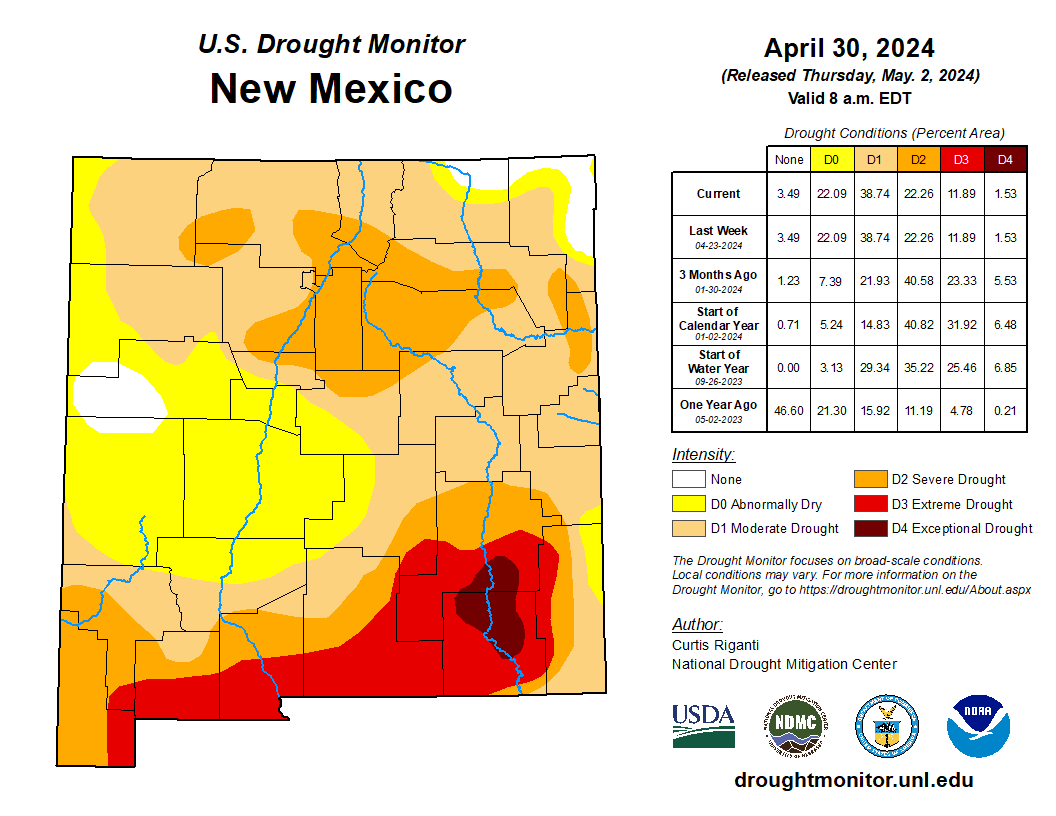 U.S. Drought Monitor
New Mexico
April 30, 2024
(Released Thursday, May. 2, 2024)
Valid 8 a.m. EDT
Drought Conditions (Percent Area)
None D0 D1 D2 D3 D4
Current 3.49 22.09 38.74 22.26 11.89 1.53
Last Week
04-23-2024
3.49 22.09 38.74 22.26 11.89 1.53
3 Months Ago
01-30-2024
1.23 7.39 21.93 40.58 23.33 5.53
Start of
Calendar Year
01-02-2024
0.71 5.24 14.83 40.82 31.92 6.48
Start of
Water Year
09-26-2023
0.00 3.13 29.34 35.22 25.46 6.85
One Year Ago
05-02-2023
46.60 21.30 15.92 11.19 4.78 0.21
Intensity:
None
D0 Abnormally Dry
D1 Moderate Drought
D2 Severe Drought
D3 Extreme Drought
D4 Exceptional Drought
The Drought Monitor focuses on broad-scale conditions.
Local conditions may vary. For more information on the
Drought Monitor, go to https://droughtmonitor.unl.edu/About.aspx
Author:
Curtis Riganti
National Drought Mitigation Center
USDA
NDMC
NOAA
droughtmonitor.unl.edu